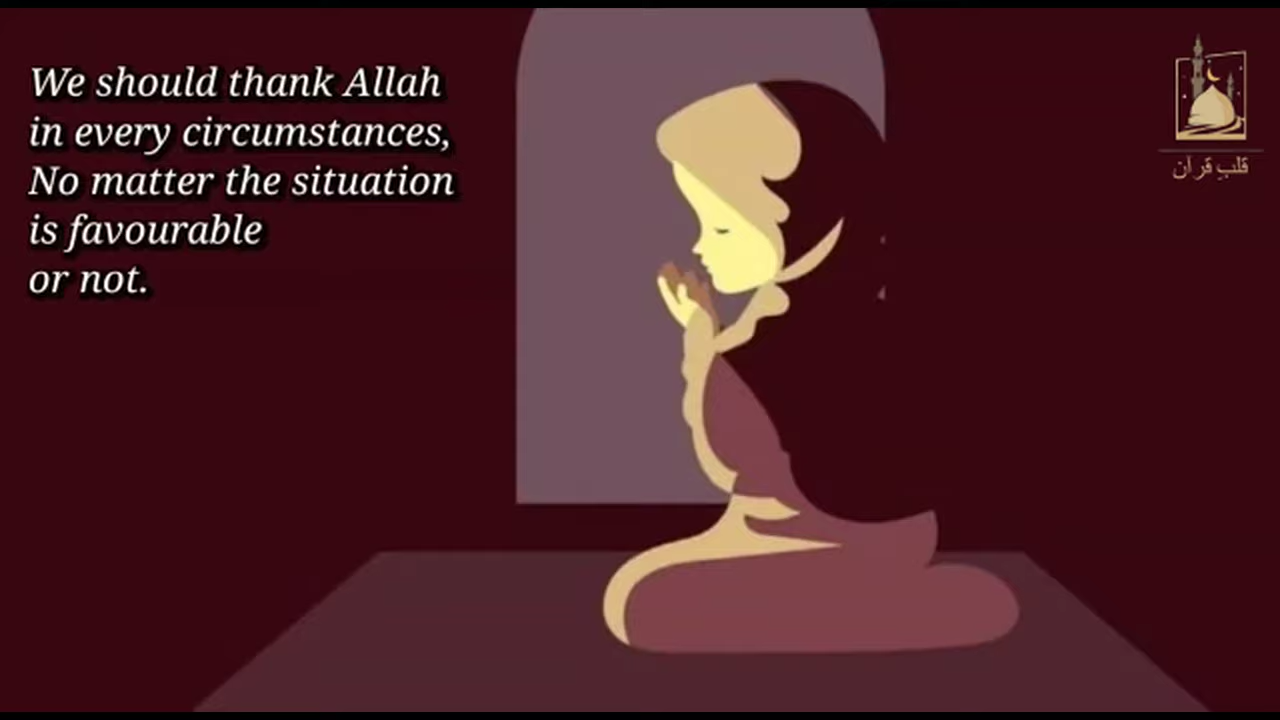 We should thank Allah
in every circumstances,
No matter the situation
is favourable
or not.
قلبِ قرآن